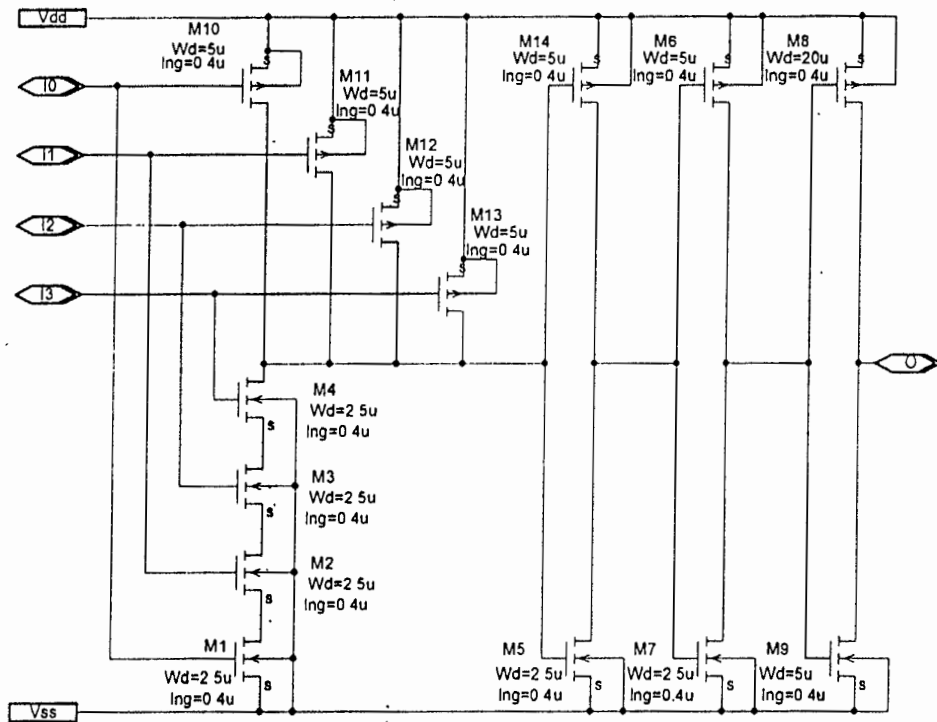 Vdd
M10
Wd=5u
lng=0 4u
s
M11
Wd=5u
lng=0 4u
s
M12
Wd=5u
lng=0 4u
s
M13
Wd=5u
lng=0 4u
s
M14
Wd=5u
lng=0 4u
s
M6
Wd=5u
lng=0 4u
s
M8
Wd=20u
lng=0 4u
s
I0
I1
I2
I3
O
M4
Wd=2 5u
lng=0 4u
s
M3
Wd=2 5u
lng=0 4u
s
M2
Wd=2 5u
lng=0 4u
s
M1
Wd=2 5u
lng=0 4u
s
M5
Wd=2 5u
lng=0 4u
s
M7
Wd=2 5u
lng=0.4u
s
M9
Wd=5u
lng=0 4u
s
Vss